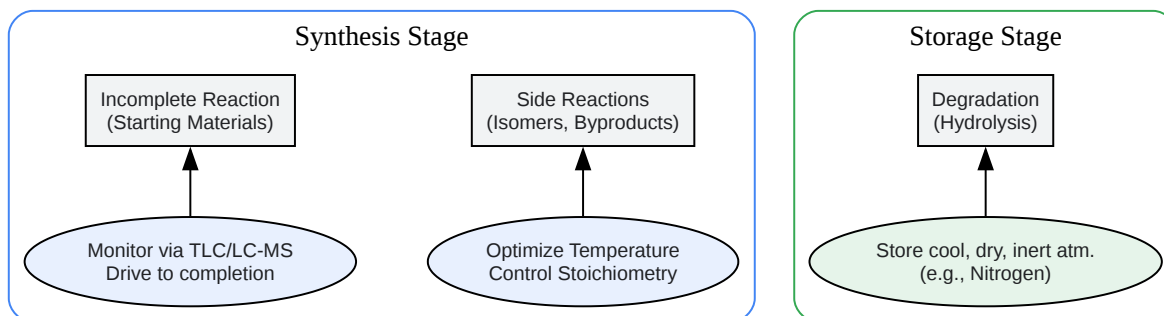 Synthesis Stage
Storage Stage
Incomplete Reaction
(Starting Materials)
Side Reactions
(Isomers, Byproducts)
Degradation
(Hydrolysis)
Monitor via TLC/LC-MS
Drive to completion
Optimize Temperature
Control Stoichiometry
Store cool, dry, inert atm.
(e.g., Nitrogen)